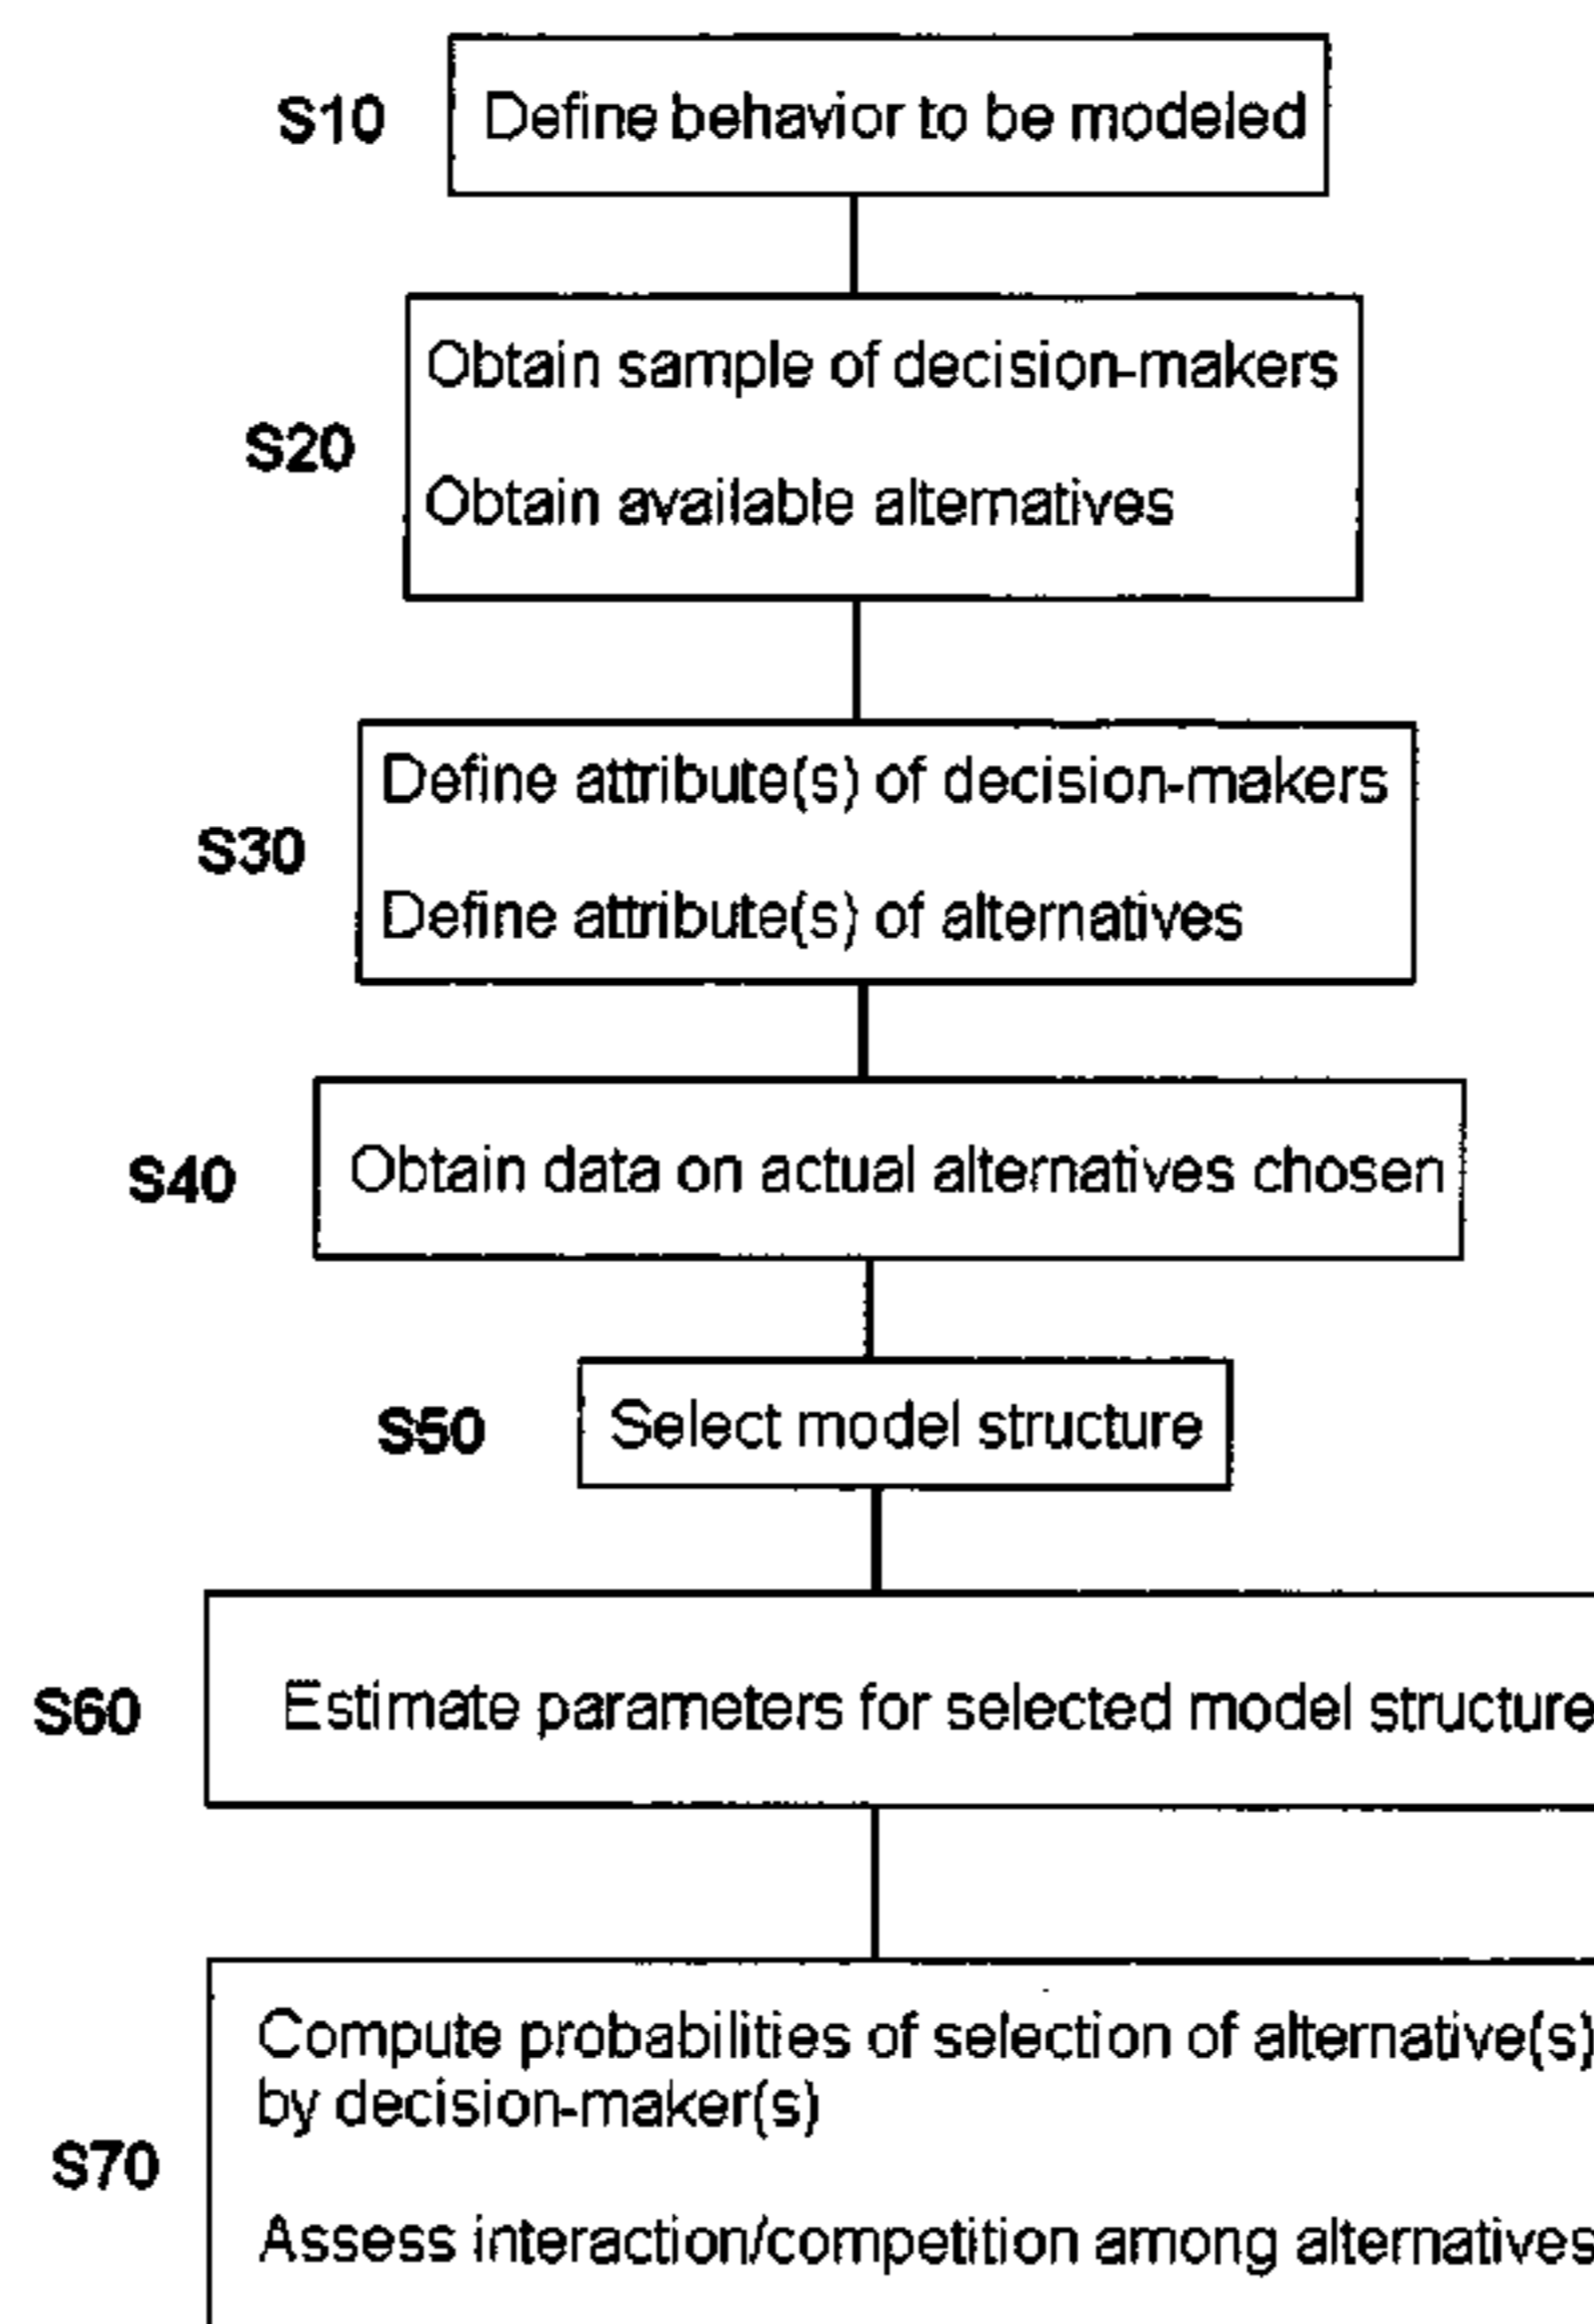 S10
Define behavior to be modeled
Obtain sample of decision-makers
S20
Obtain available alternatives
Define attribute(s) of decision-makers
S30
Define attribute(s) of alternatives
S40
Obtain data on actual alternatives chosen
S50
Select model structure
S60
Estimate parameters for selected model structure
Compute probabilities of selection of alternative(s)
by decision-maker(s)
S70
Assess interaction/competition among alternatives